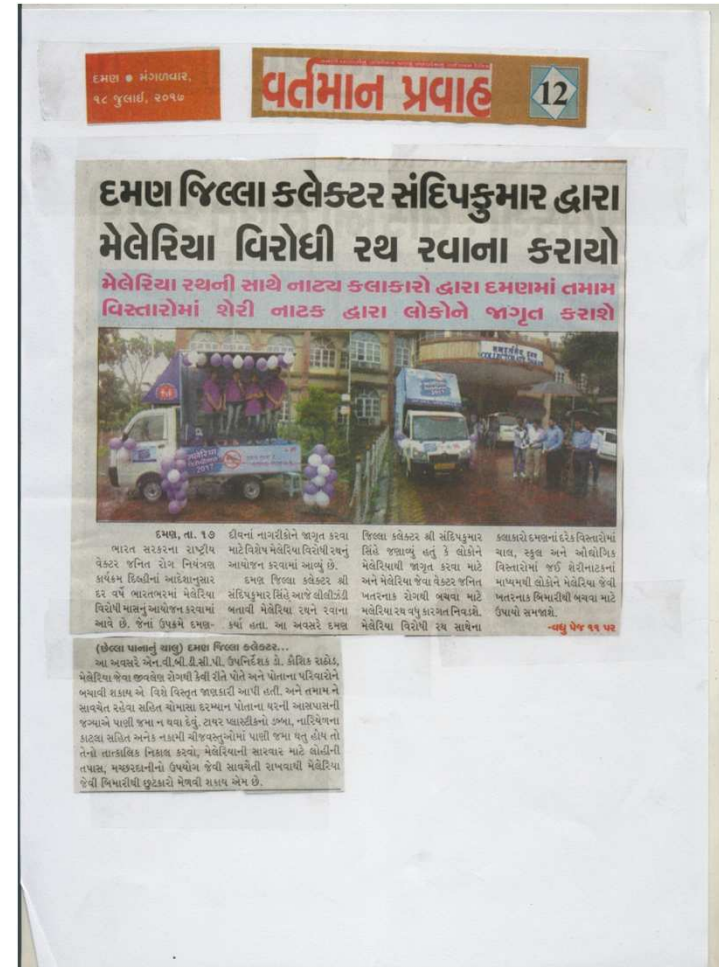 દમણ ● મંગળવાર,
૧૮ જુલાઈ, ૨૦૧૭
વર્તમાન પ્રવાહ
12
દમણ જિલ્લા કલેક્ટર સંદિપકુમાર દ્વારા
મેલેરિયા વિરોધી રથ રવાના કરાયો
મેલેરિયા રથની સાથે નાટ્ય કલાકારો દ્વારા દમણમાં તમામ
વિસ્તારોમાં શેરી નાટક દ્વારા લોકોને જાગૃત કરાશે
2017
દમણ, તા. ૧૭
ભારત સરકારના રાષ્ટ્રીય
વેક્ટર જનિત રોગ નિયંત્રણ
કાર્યક્રમ દિલ્હીનાં આદેશાનુસાર
દર વર્ષે ભારતભરમાં મેલેરિયા
વિરોધી માસનું આયોજન કરવામાં
આવે છે. જેનાં ઉપક્રમે દમણ-
દીવનાં નાગરીકોને જાગૃત કરવા
માટે વિશેષ મેલેરિયા વિરોધી રથનું
આયોજન કરવામાં આવ્યું છે.
દમણ જિલ્લા કલેક્ટર શ્રી
સંદિપકુમાર સિંહે આજે લીલીઝંડી
બતાવી મેલેરિયા રથને રવાના
કર્યા હતા. આ અવસરે દમણ
જિલ્લા કલેક્ટર શ્રી સંદિપકુમાર
સિંહે જણાવ્યું હતું કે લોકોને
મેલેરિયાથી જાગૃત કરવા માટે
અને મેલેરિયા જેવા વેક્ટર જનિત
ખતરનાક રોગથી બચવા માટે
મલેરિયા રથ વધુ કારગત નિવડશે.
મેલેરિયા વિરોધી રથ સાથેના
કલાકારો દમણનાં દરેક વિસ્તારોમાં
ચાલ, સ્કુલ અને ઓદ્યોગિક
વિસ્તારોમાં જઈ શેરીનાટકનાં
માધ્યમથી લોકોને મેલેરિયા જેવી
ખતરનાક બિમારીથી બચવા માટે
ઉપાયો સમજાશે.
-વધુ પેજ ૧૧ પર
(છેલ્લા પાનાનું ચાલુ) દમણ જિલ્લા કલેક્ટર...
આ અવસરે એન.વી.બી.ડી.સી.પી. ઉપનિર્દેશક ડો. કૌશિક રાઠોડ,
મેલેરિયા જેવા જીવલેણ રોગથી કેવી રીતે પોતે અને પોતાના પરિવારોને
બચાવી શકાય એ વિશે વિસ્તૃત જાણકારી આપી હતી. અને તમામ ને
સાવચેત રહેવા સહિત ચોમાસા દરમ્યાન પોતાના ઘરની આસપાસની
જગ્યાએ પાણી જમા ન થવા દેવું. ટાયર પ્લાસ્ટીકનો ડબ્બા, નારિયેળના
કાટલા સહિત અનેક નકામી ચીજવસ્તુઓમાં પાણી જમા થતુ હોય તો
તેનો તાત્કાલિક નિકાલ કરવો, મેલેરિયાની સારવાર માટે લોહીની
તપાસ, મચ્છરદાનીનો ઉપયોગ જેવી સાવચેતી રાખવાથી મેલેરિયા
જેવી બિમારીથી છુટકારો મેળવી શકાય એમ છે.